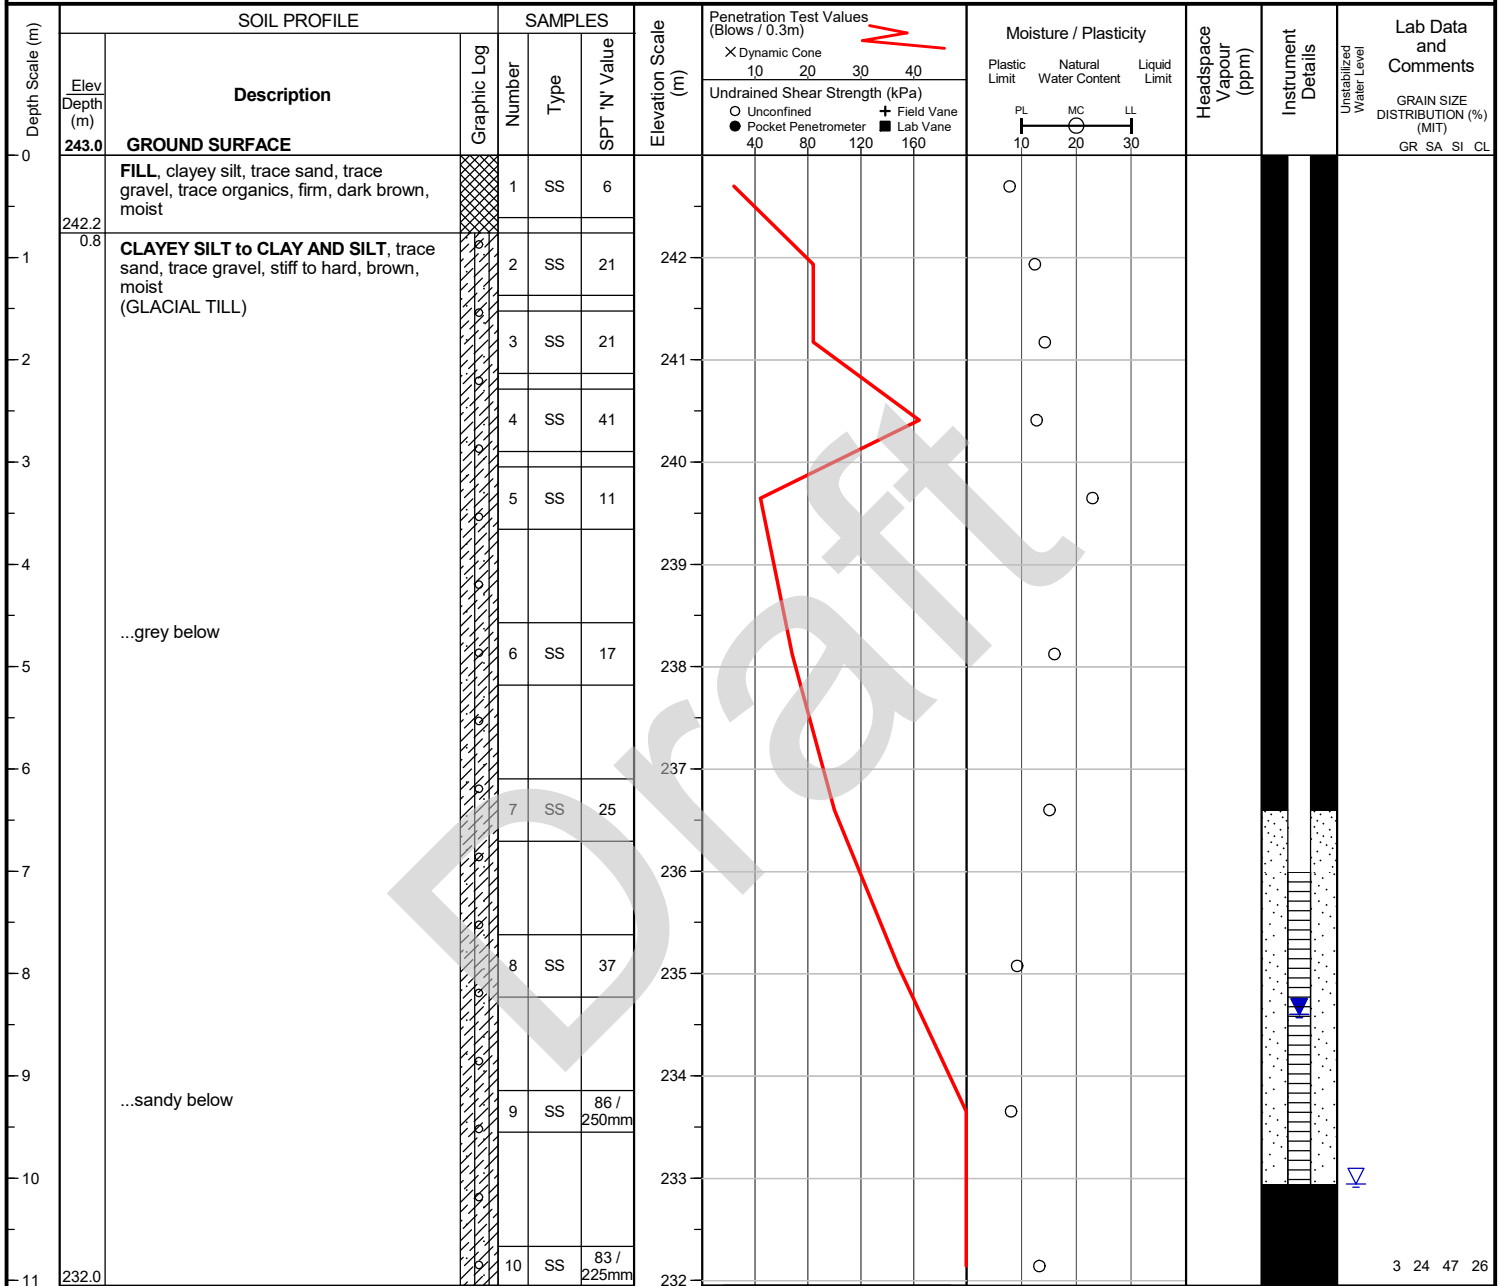 SOIL PROFILE
SAMPLES
Depth Scale (m)
Elev
Depth
(m)
243.0
Description
GROUND SURFACE
Graphic Log
Number
Type
SPT 'N' Value
Elevation Scale
(m)
Penetration Test Values
(Blows / 0.3m)
X Dynamic Cone
10 20 30 40
Undrained Shear Strength (kPa)
Unconfined
+ Field Vane
Pocket Penetrometer
Lab Vane
40 80 120 160
Moisture / Plasticity
Plastic
Limit
Natural
Water Content
Liquid
Limit
PL MC LL
10 20 30
Headspace
Vapour
(ppm)
Instrument
Details
Unstabilized
Water Level
Lab Data
and
Comments
GRAIN SIZE
DISTRIBUTION (%)
(MIT)
GR SA SI CL
0
FILL, clayey silt, trace sand, trace
gravel, trace organics, firm, dark brown,
moist
1 SS 6
242.2
0.8
CLAYEY SILT to CLAY AND SILT, trace
sand, trace gravel, stiff to hard, brown,
moist
(GLACIAL TILL)
1
2 SS 21
242
3 SS 21
2
241
4 SS 41
3
240
5 SS 11
4
239
...grey below
6 SS 17
5
238
6
237
7 SS 25
7
236
8 SS 37
8
235
9
234
...sandy below
9 SS 86 /
250mm
10
233
10 SS 83 /
225mm
232.0
11
232
3 24 47 26
Draft